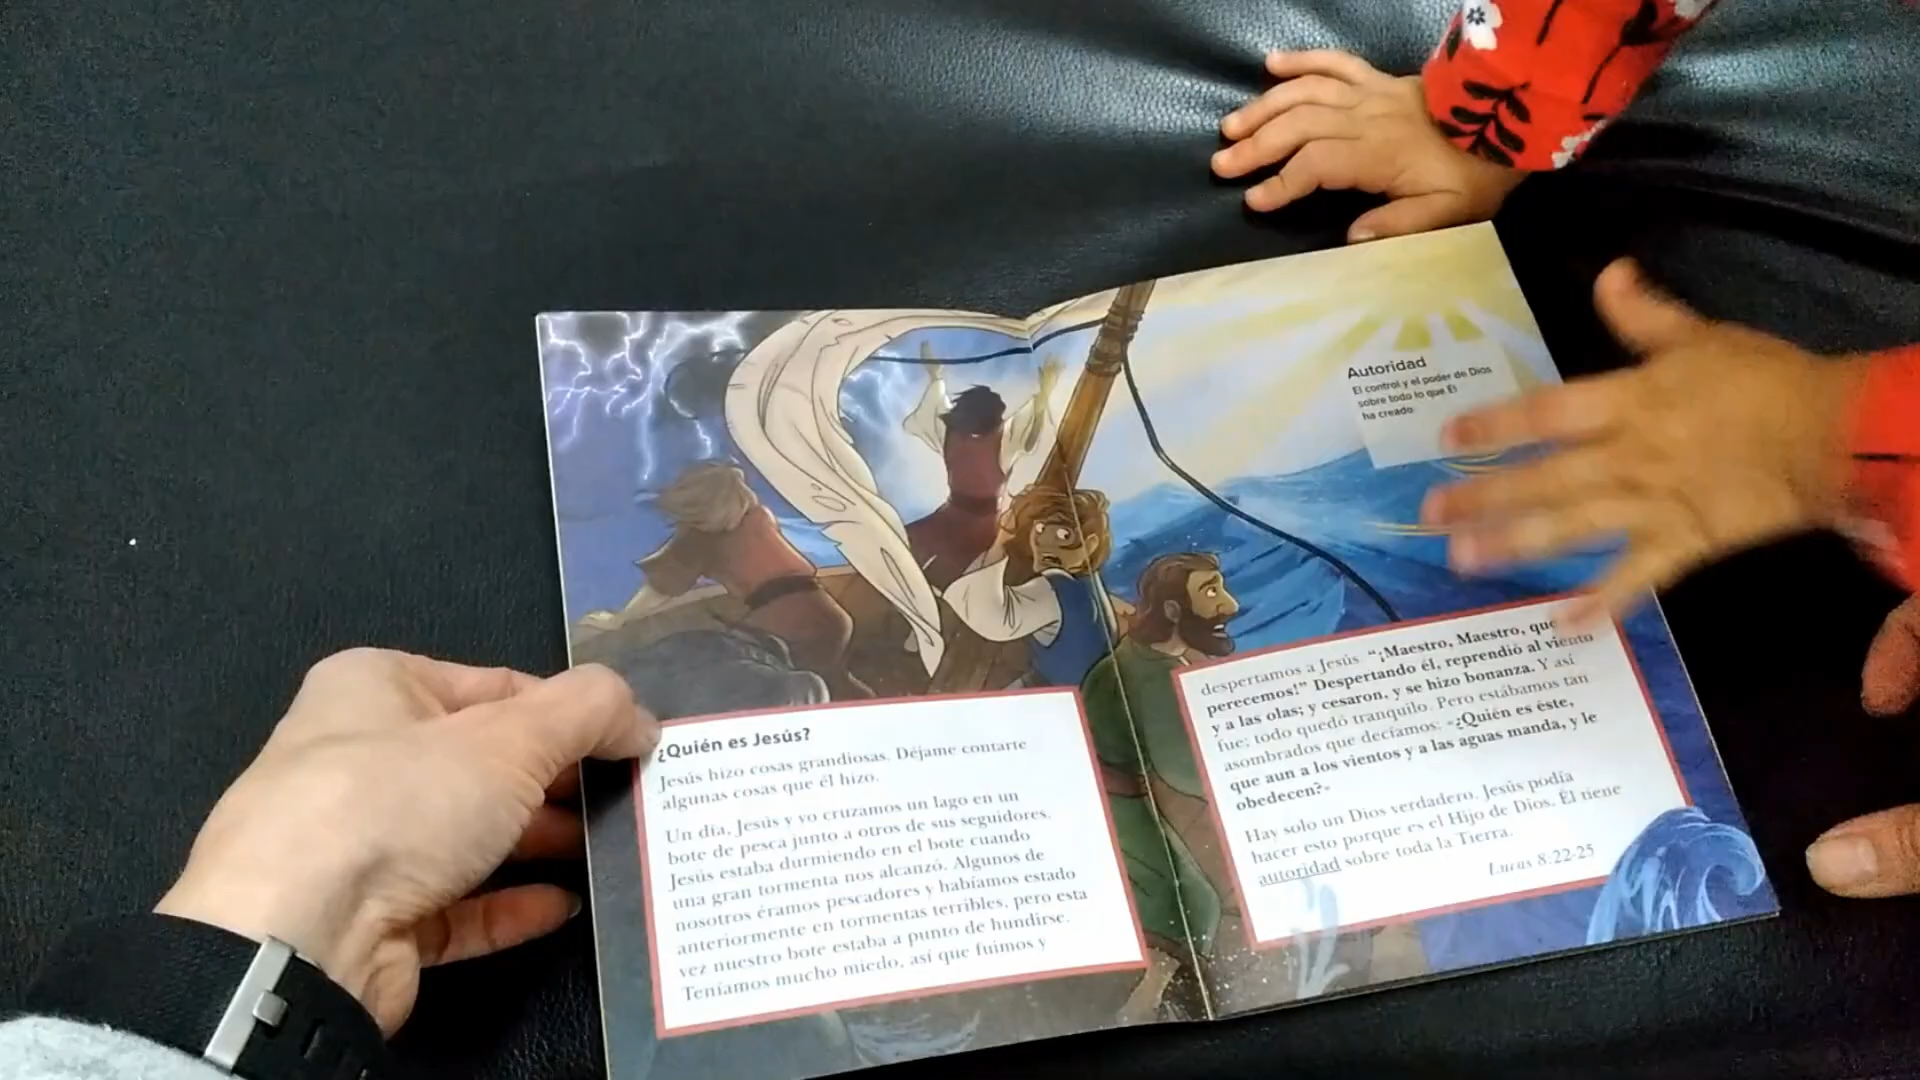 ¿Quién es Jesús?
Jesús hizo cosas grandiosas. Déjame contarte
algunas cosas que él hizo.
Un día, Jesús y yo cruzamos un lago en un
bote de pesca junto a otros de sus seguidores.
Jesús estaba durmiendo en el bote cuando
una gran tormenta nos alcanzó. Algunos de
nosotros éramos pescadores y habíamos estado
anteriormente en tormentas terribles, pero esta
vez nuestro bote estaba a punto de hundirse.
Teníamos mucho miedo, así que fuimos y
Autoridad
El control y el poder de Dios
sobre todo lo que Él
ha creado.
despertamos a Jesús. “¡Maestro, Maestro, que
perecemos!” Despertando él, reprendió al viento
y a las olas; y cesaron, y se hizo bonanza. Y así
fue; todo quedó tranquilo. Pero estábamos tan
asombrados que decíamos: «¿Quién es éste,
que aun a los vientos y a las aguas manda, y le
obedecen?»
Hay solo un Dios verdadero. Jesús podía
hacer esto porque es el Hijo de Dios. Él tiene
autoridad sobre toda la Tierra.
Lucas 8:22-25